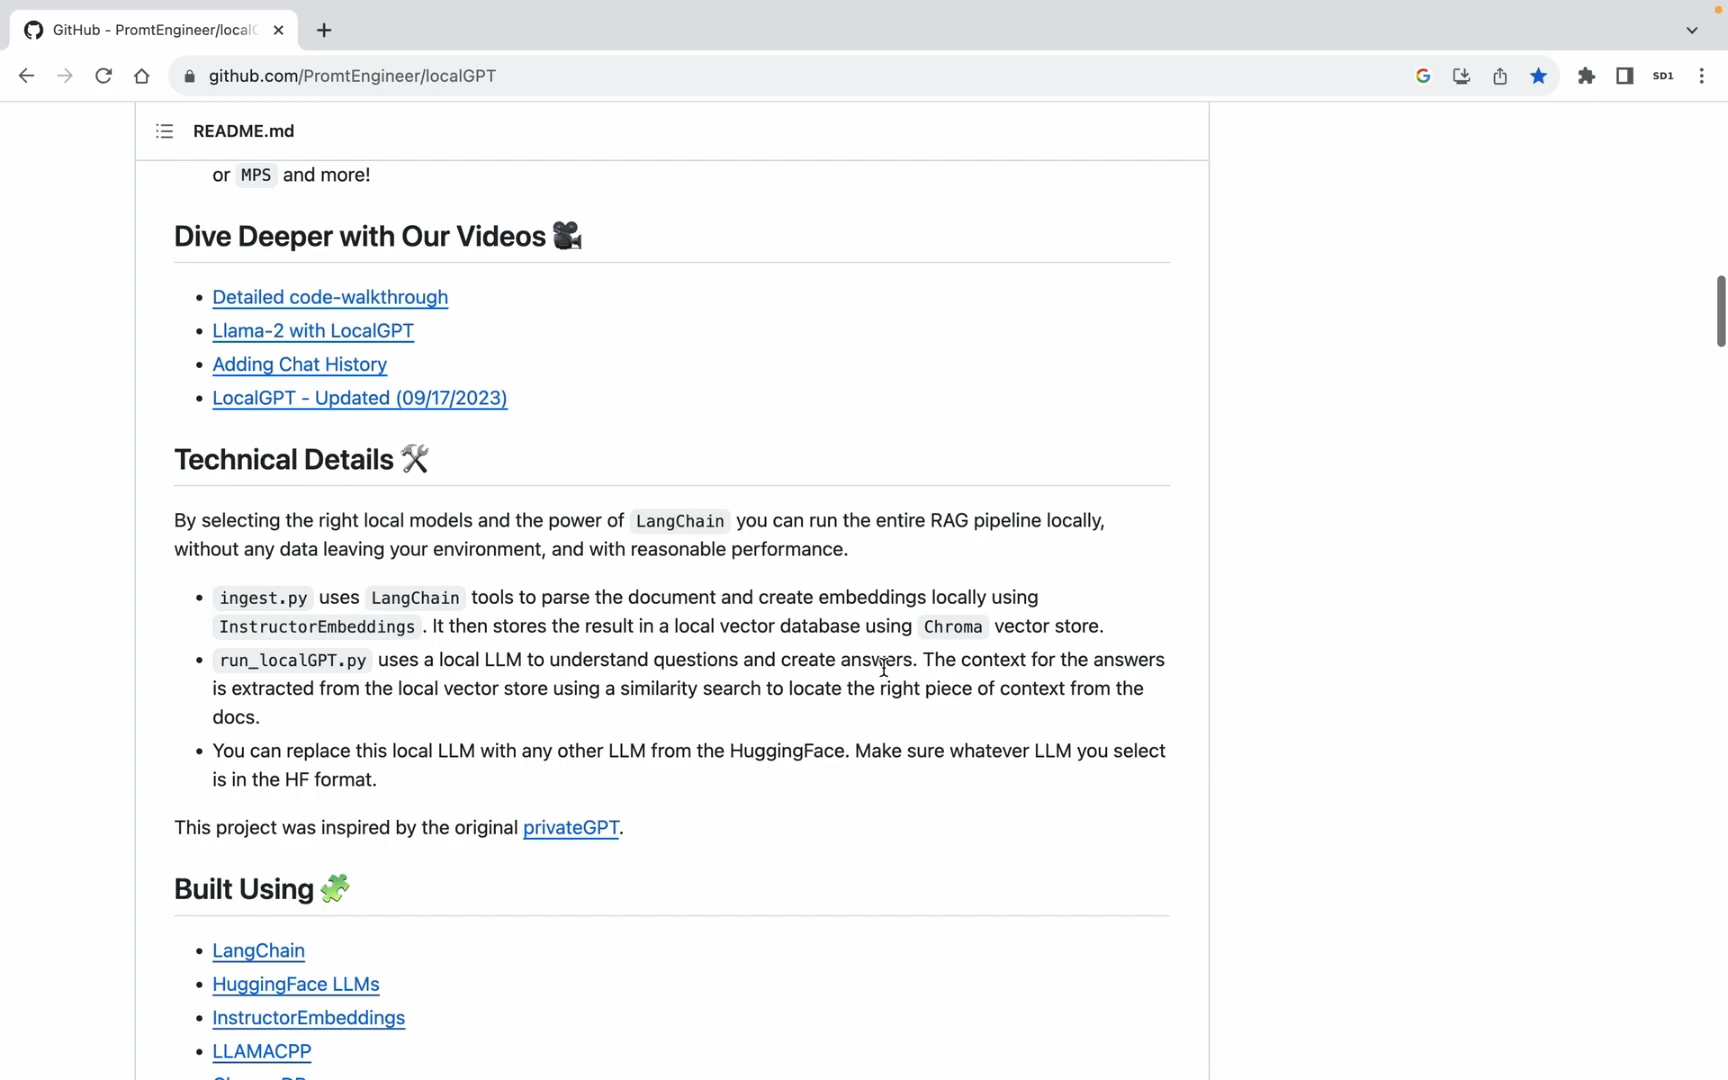 GitHub - PromtEngineer/local
github.com/PromtEngineer/localGPT
SD1
README.md
or MPS and more!
Dive Deeper with Our Videos 🎥
• Detailed code-walkthrough
• Llama-2 with LocalGPT
• Adding Chat History
• LocalGPT - Updated (09/17/2023)
Technical Details 🛠️
By selecting the right local models and the power of LangChain you can run the entire RAG pipeline locally,
without any data leaving your environment, and with reasonable performance.
• ingest.py uses LangChain tools to parse the document and create embeddings locally using
InstructorEmbeddings. It then stores the result in a local vector database using Chroma vector store.
• run_localGPT.py uses a local LLM to understand questions and create answers. The context for the answers
is extracted from the local vector store using a similarity search to locate the right piece of context from the
docs.
• You can replace this local LLM with any other LLM from the HuggingFace. Make sure whatever LLM you select
is in the HF format.
This project was inspired by the original privateGPT.
Built Using 🧩
• LangChain
• HuggingFace LLMs
• InstructorEmbeddings
• LLAMACPP